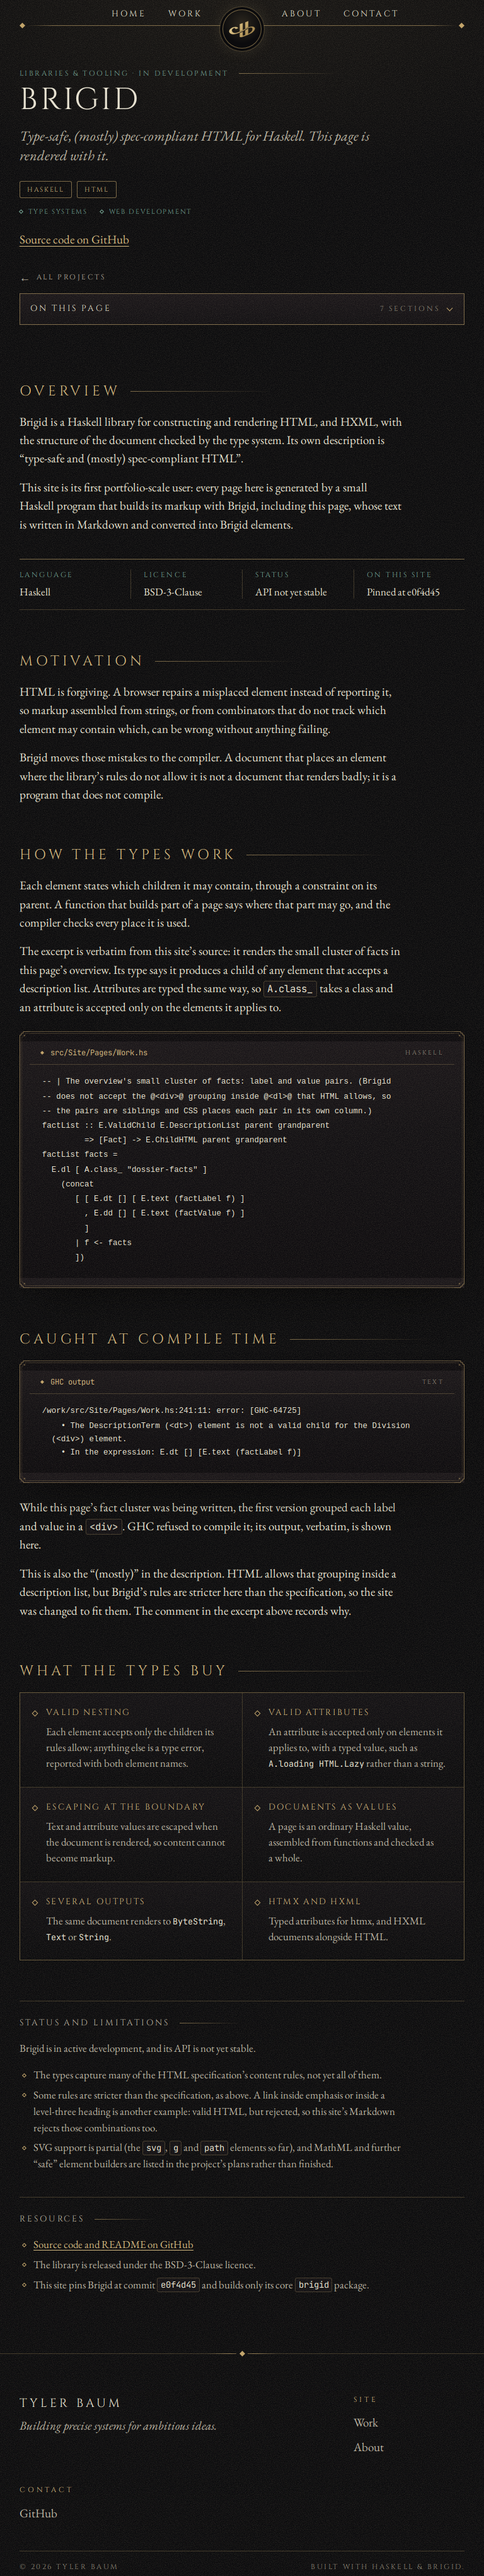 HOME WORK ABOUT CONTACT
LIBRARIES & TOOLING · IN DEVELOPMENT
BRIGID
Type-safe, (mostly) spec-compliant HTML for Haskell. This page is
rendered with it.
HASKELL HTML
TYPE SYSTEMS WEB DEVELOPMENT
Source code on GitHub
← ALL PROJECTS
ON THIS PAGE 7 SECTIONS
OVERVIEW
Brigid is a Haskell library for constructing and rendering HTML, and HXML, with
the structure of the document checked by the type system. Its own description is
“type-safe and (mostly) spec-compliant HTML”.
This site is its first portfolio-scale user: every page here is generated by a small
Haskell program that builds its markup with Brigid, including this page, whose text
is written in Markdown and converted into Brigid elements.
LANGUAGE LICENCE STATUS ON THIS SITE
Haskell BSD-3-Clause API not yet stable Pinned at e0f4d45
MOTIVATION
HTML is forgiving. A browser repairs a misplaced element instead of reporting it,
so markup assembled from strings, or from combinators that do not track which
element may contain which, can be wrong without anything failing.
Brigid moves those mistakes to the compiler. A document that places an element
where the library’s rules do not allow it is not a document that renders badly; it is a
program that does not compile.
HOW THE TYPES WORK
Each element states which children it may contain, through a constraint on its
parent. A function that builds part of a page says where that part may go, and the
compiler checks every place it is used.
The excerpt is verbatim from this site’s source: it renders the small cluster of facts in
this page’s overview. Its type says it produces a child of any element that accepts a
description list. Attributes are typed the same way, so A.class_ takes a class and
an attribute is accepted only on the elements it applies to.
src/Site/Pages/Work.hs HASKELL
-- | The overview's small cluster of facts: label and value pairs. (Brigid
-- does not accept the @<div>@ grouping inside @<dl>@ that HTML allows, so
-- the pairs are siblings and CSS places each pair in its own column.)
factList :: E.ValidChild E.DescriptionList parent grandparent
=> [Fact] -> E.ChildHTML parent grandparent
factList facts =
E.dl [ A.class_ "dossier-facts" ]
(concat
[ [ E.dt [] [ E.text (factLabel f) ]
, E.dd [] [ E.text (factValue f) ]
]
| f <- facts
])
CAUGHT AT COMPILE TIME
GHC output TEXT
/work/src/Site/Pages/Work.hs:241:11: error: [GHC-64725]
• The DescriptionTerm (<dt>) element is not a valid child for the Division
(<div>) element.
• In the expression: E.dt [] [E.text (factLabel f)]
While this page’s fact cluster was being written, the first version grouped each label
and value in a <div>. GHC refused to compile it; its output, verbatim, is shown
here.
This is also the “(mostly)” in the description. HTML allows that grouping inside a
description list, but Brigid’s rules are stricter here than the specification, so the site
was changed to fit them. The comment in the excerpt above records why.
WHAT THE TYPES BUY
VALID NESTING
Each element accepts only the children its
rules allow; anything else is a type error,
reported with both element names.
VALID ATTRIBUTES
An attribute is accepted only on elements it
applies to, with a typed value, such as
A.loading HTML.Lazy rather than a string.
ESCAPING AT THE BOUNDARY
Text and attribute values are escaped when
the document is rendered, so content cannot
become markup.
DOCUMENTS AS VALUES
A page is an ordinary Haskell value,
assembled from functions and checked as
a whole.
SEVERAL OUTPUTS
The same document renders to ByteString,
Text or String.
HTMX AND HXML
Typed attributes for htmx, and HXML
documents alongside HTML.
STATUS AND LIMITATIONS
Brigid is in active development, and its API is not yet stable.
The types capture many of the HTML specification’s content rules, not yet all of them.
Some rules are stricter than the specification, as above. A link inside emphasis or inside a
level-three heading is another example: valid HTML, but rejected, so this site’s Markdown
rejects those combinations too.
SVG support is partial (the svg, g and path elements so far), and MathML and further
“safe” element builders are listed in the project’s plans rather than finished.
RESOURCES
Source code and README on GitHub
The library is released under the BSD-3-Clause licence.
This site pins Brigid at commit e0f4d45 and builds only its core brigid package.
TYLER BAUM
Building precise systems for ambitious ideas.
SITE
Work
About
CONTACT
GitHub
© 2026 TYLER BAUM BUILT WITH HASKELL & BRIGID.